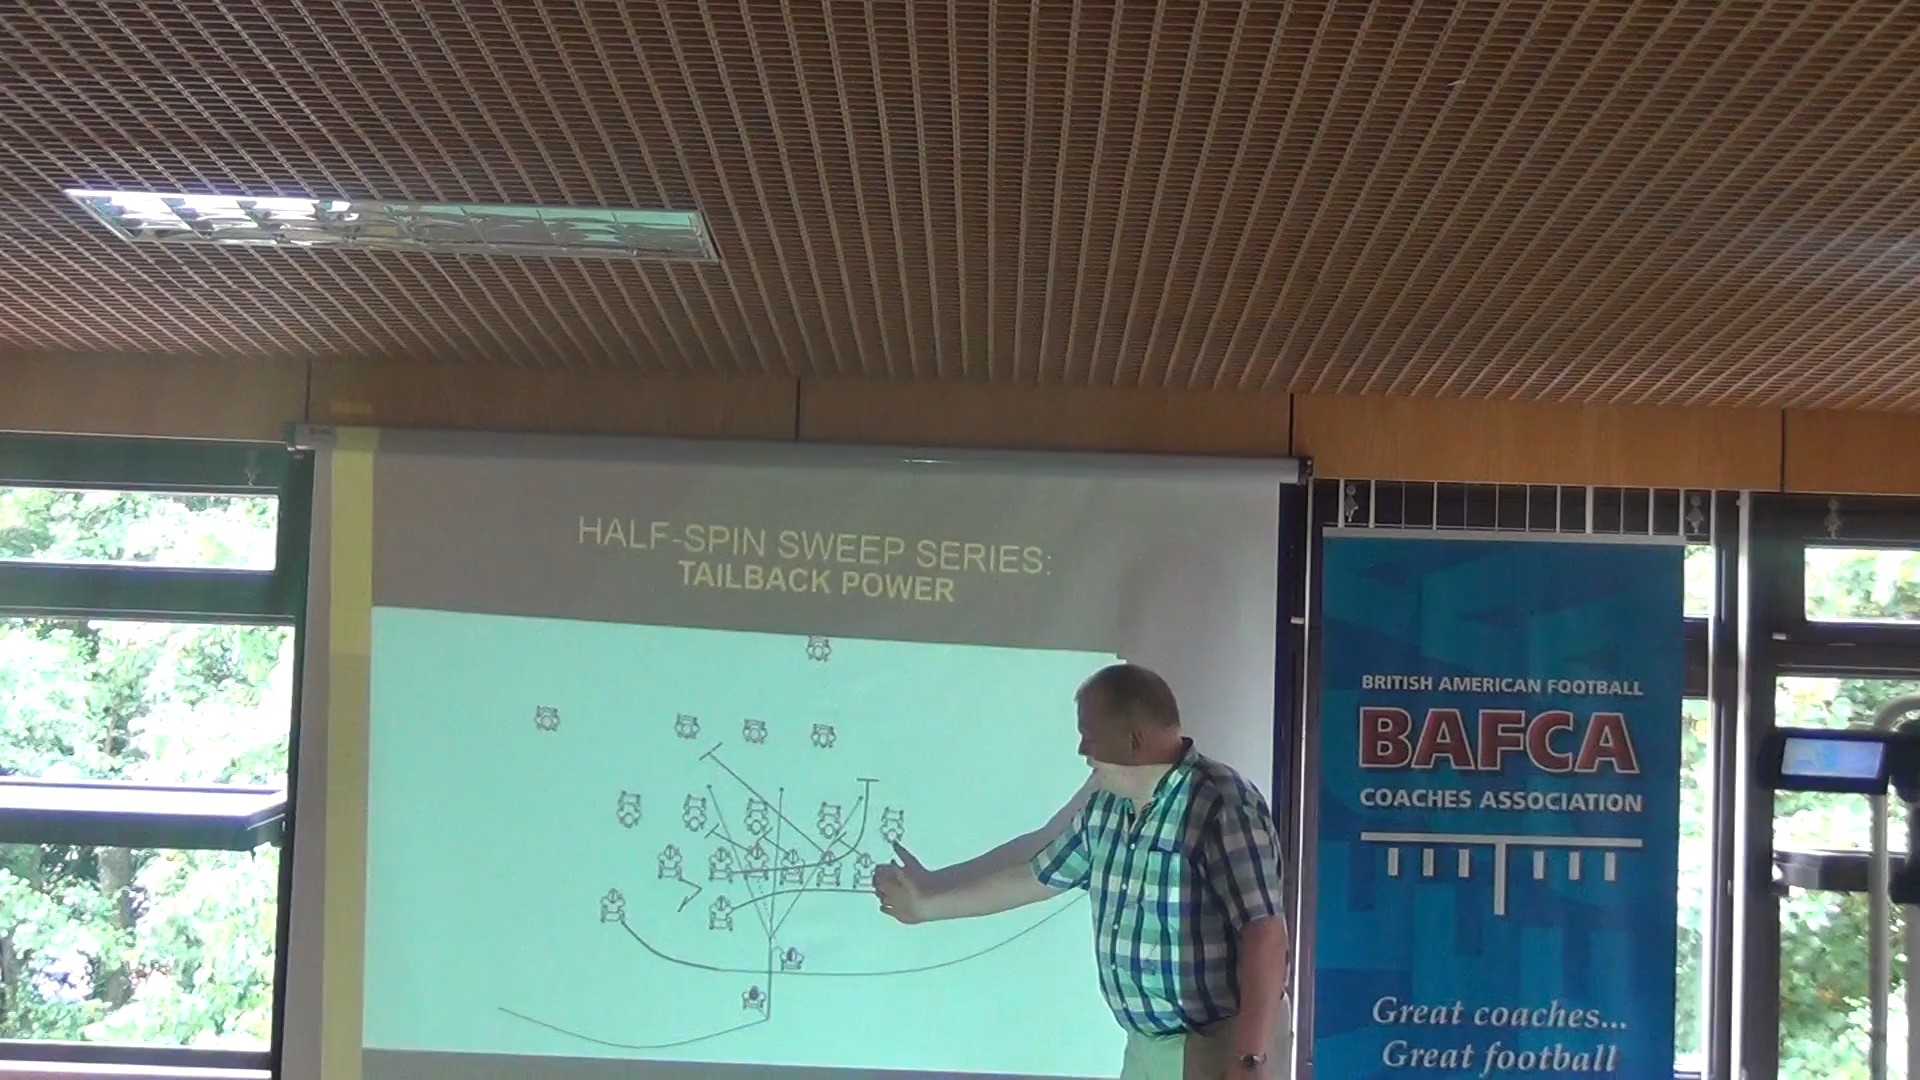 HALF-SPIN SWEEP SERIES:
TAILBACK POWER
BRITISH AMERICAN FOOTBALL
BAFCA
COACHES ASSOCIATION
Great coaches...
Great football